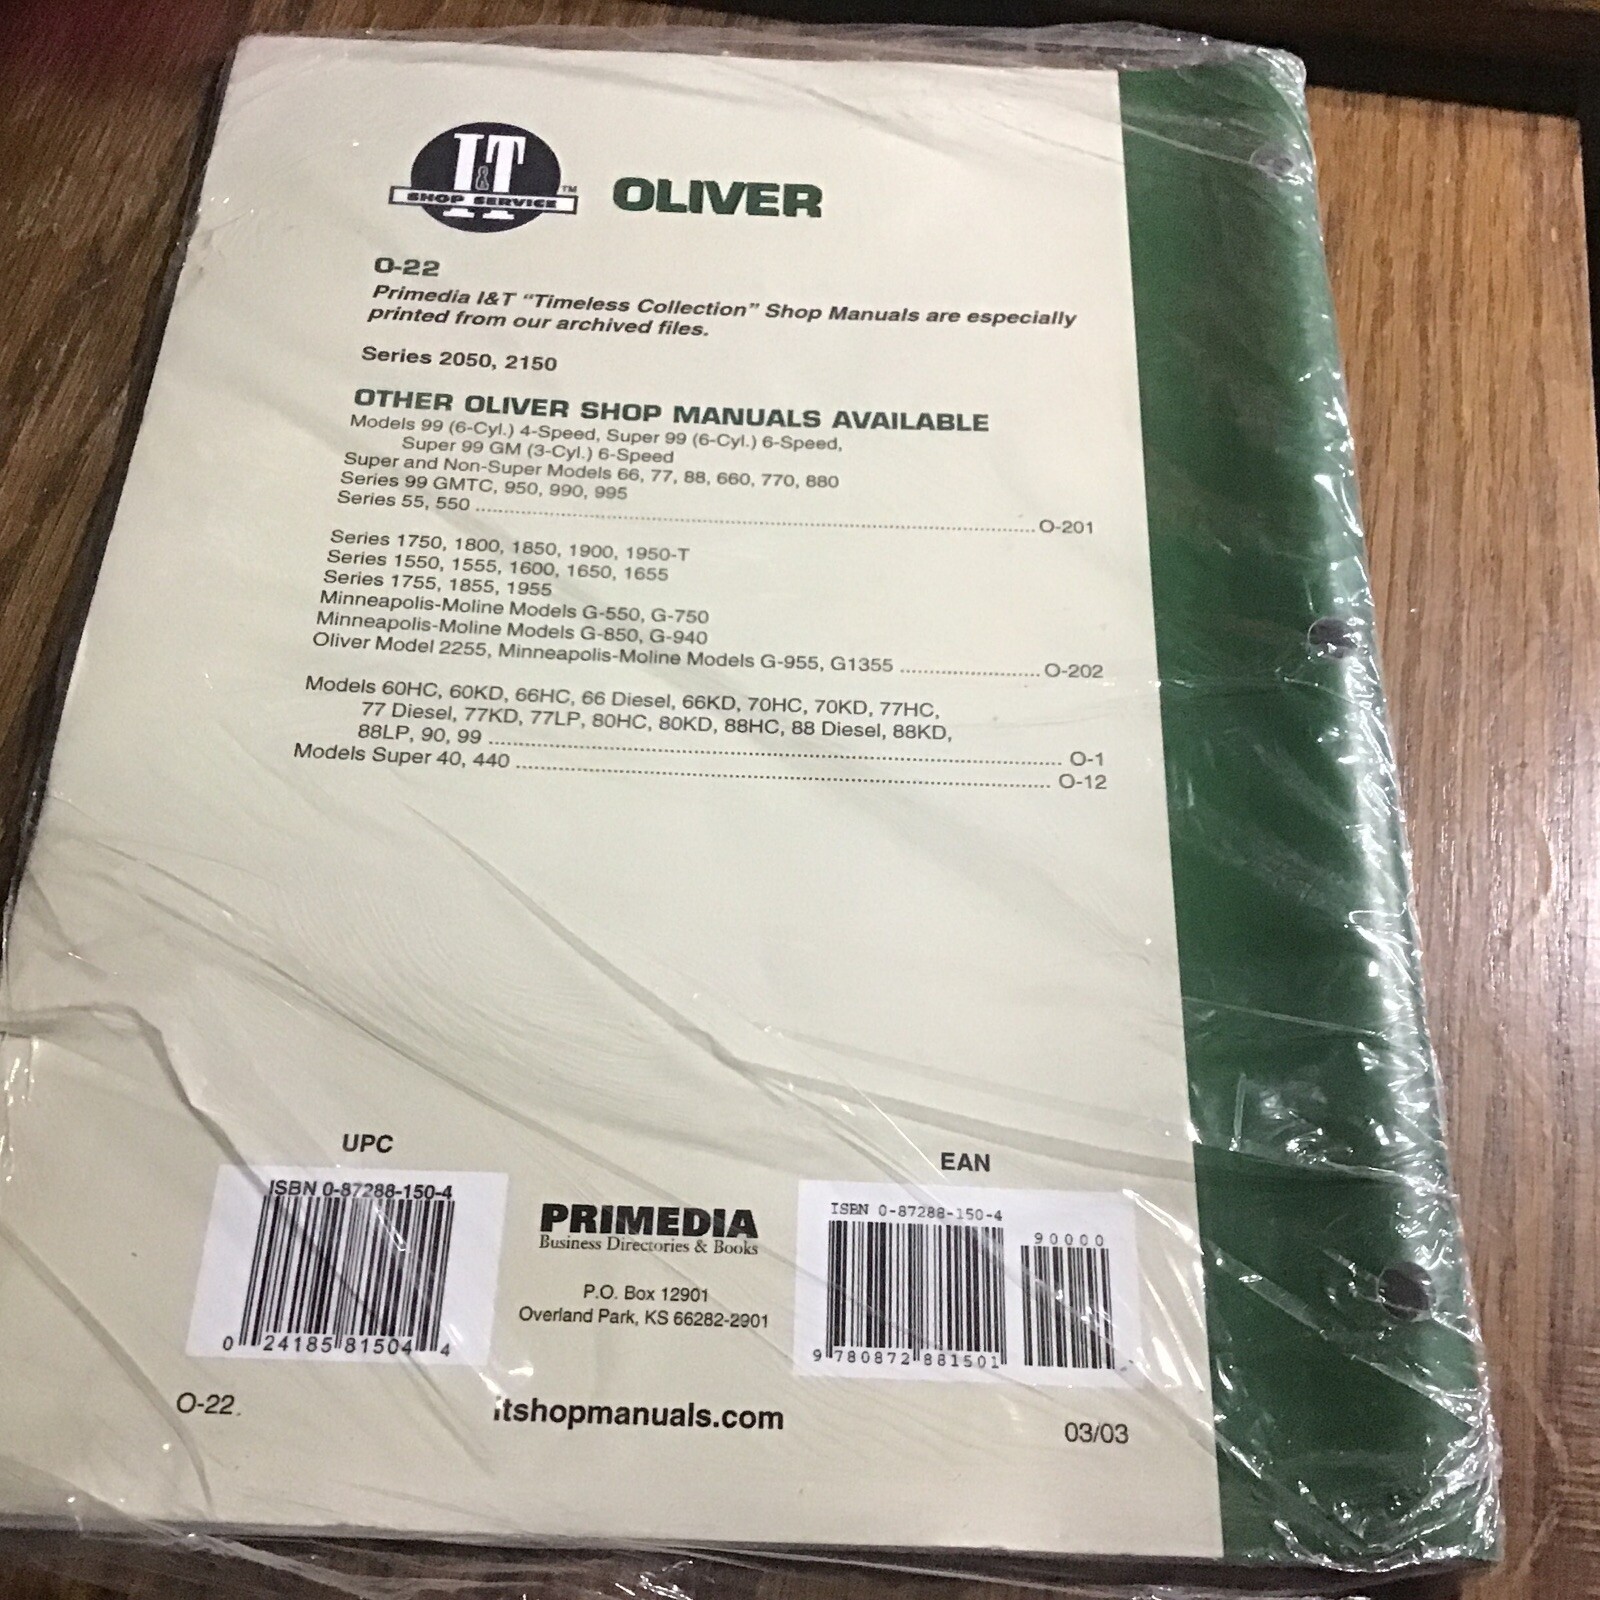 I&T
SHOP SERVICE™
OLIVER
O-22
Primedia I&T “Timeless Collection” Shop Manuals are especially
printed from our archived files.
Series 2050, 2150
OTHER OLIVER SHOP MANUALS AVAILABLE
Models 99 (6-Cyl.) 4-Speed, Super 99 (6-Cyl.) 6-Speed,
Super 99 GM (3-Cyl.) 6-Speed
Super and Non-Super Models 66, 77, 88, 660, 770, 880
Series 99 GMTC, 950, 990, 995
Series 55, 550 ........................................ O-201
Series 1750, 1800, 1850, 1900, 1950-T
Series 1550, 1555, 1600, 1650, 1655
Series 1755, 1855, 1955
Minneapolis-Moline Models G-550, G-750
Minneapolis-Moline Models G-850, G-940
Oliver Model 2255, Minneapolis-Moline Models G-955, G1355 .......... O-202
Models 60HC, 60KD, 66HC, 66 Diesel, 66KD, 70HC, 70KD, 77HC,
77 Diesel, 77KD, 77LP, 80HC, 80KD, 88HC, 88 Diesel, 88KD,
88LP, 90, 99 ........................................ O-1
Models Super 40, 440 ........................................ O-12
UPC
ISBN 0-87288-150-4
0 24185 81504 4
PRIMEDIA
Business Directories & Books
P.O. Box 12901
Overland Park, KS 66282-2901
EAN
ISBN 0-87288-150-4
90000
9 780872 881501
O-22
itshopmanuals.com
03/03